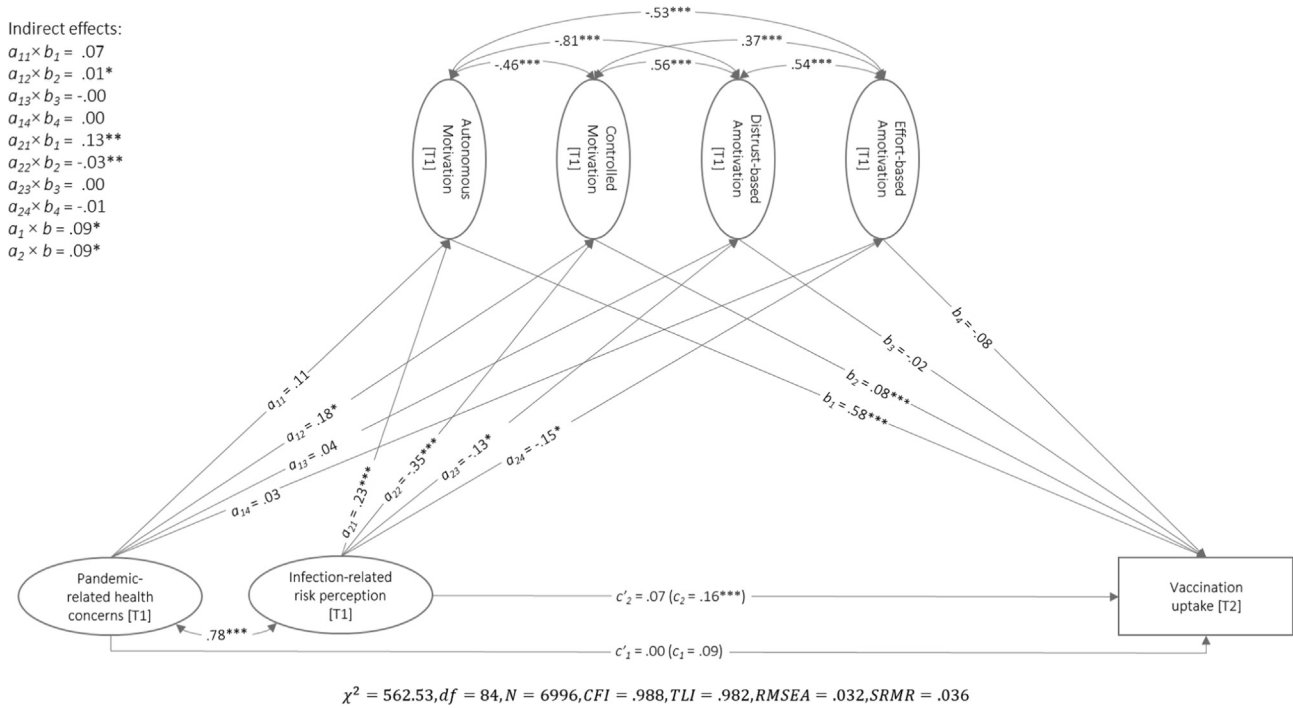 Indirect effects:
a₁₁× b₁ = .07
a₁₂× b₂ = .01*
a₁₃× b₃ = -.00
a₁₄× b₄ = .00
a₂₁× b₁ = .13**
a₂₂× b₂ = -.03**
a₂₃× b₃ = .00
a₂₄× b₄ = -.01
a₁ × b = .09*
a₂ × b = .09*
-.53***
-.81***
.37***
-.46***
.56***
.54***
Autonomous
Motivation
[T1]
Controlled
Motivation
[T1]
Distrust-based
Amotivation
[T1]
Effort-based
Amotivation
[T1]
a₁₁ = .11
a₁₂ = .18*
a₁₃ = .04
a₁₄ = .03
a₂₁ = .23***
a₂₂ = -.35***
a₂₃ = -.13*
a₂₄ = -.15*
b₄ = -.08
b₃ = -.02
b₂ = .08***
b₁ = .58***
Pandemic-
related health
concerns [T1]
Infection-related
risk perception
[T1]
Vaccination
uptake [T2]
.78***
c'₂ = .07 (c₂ = .16***)
c'₁ = .00 (c₁ = .09)
χ² = 562.53, df = 84, N = 6996, CFI = .988, TLI = .982, RMSEA = .032, SRMR = .036